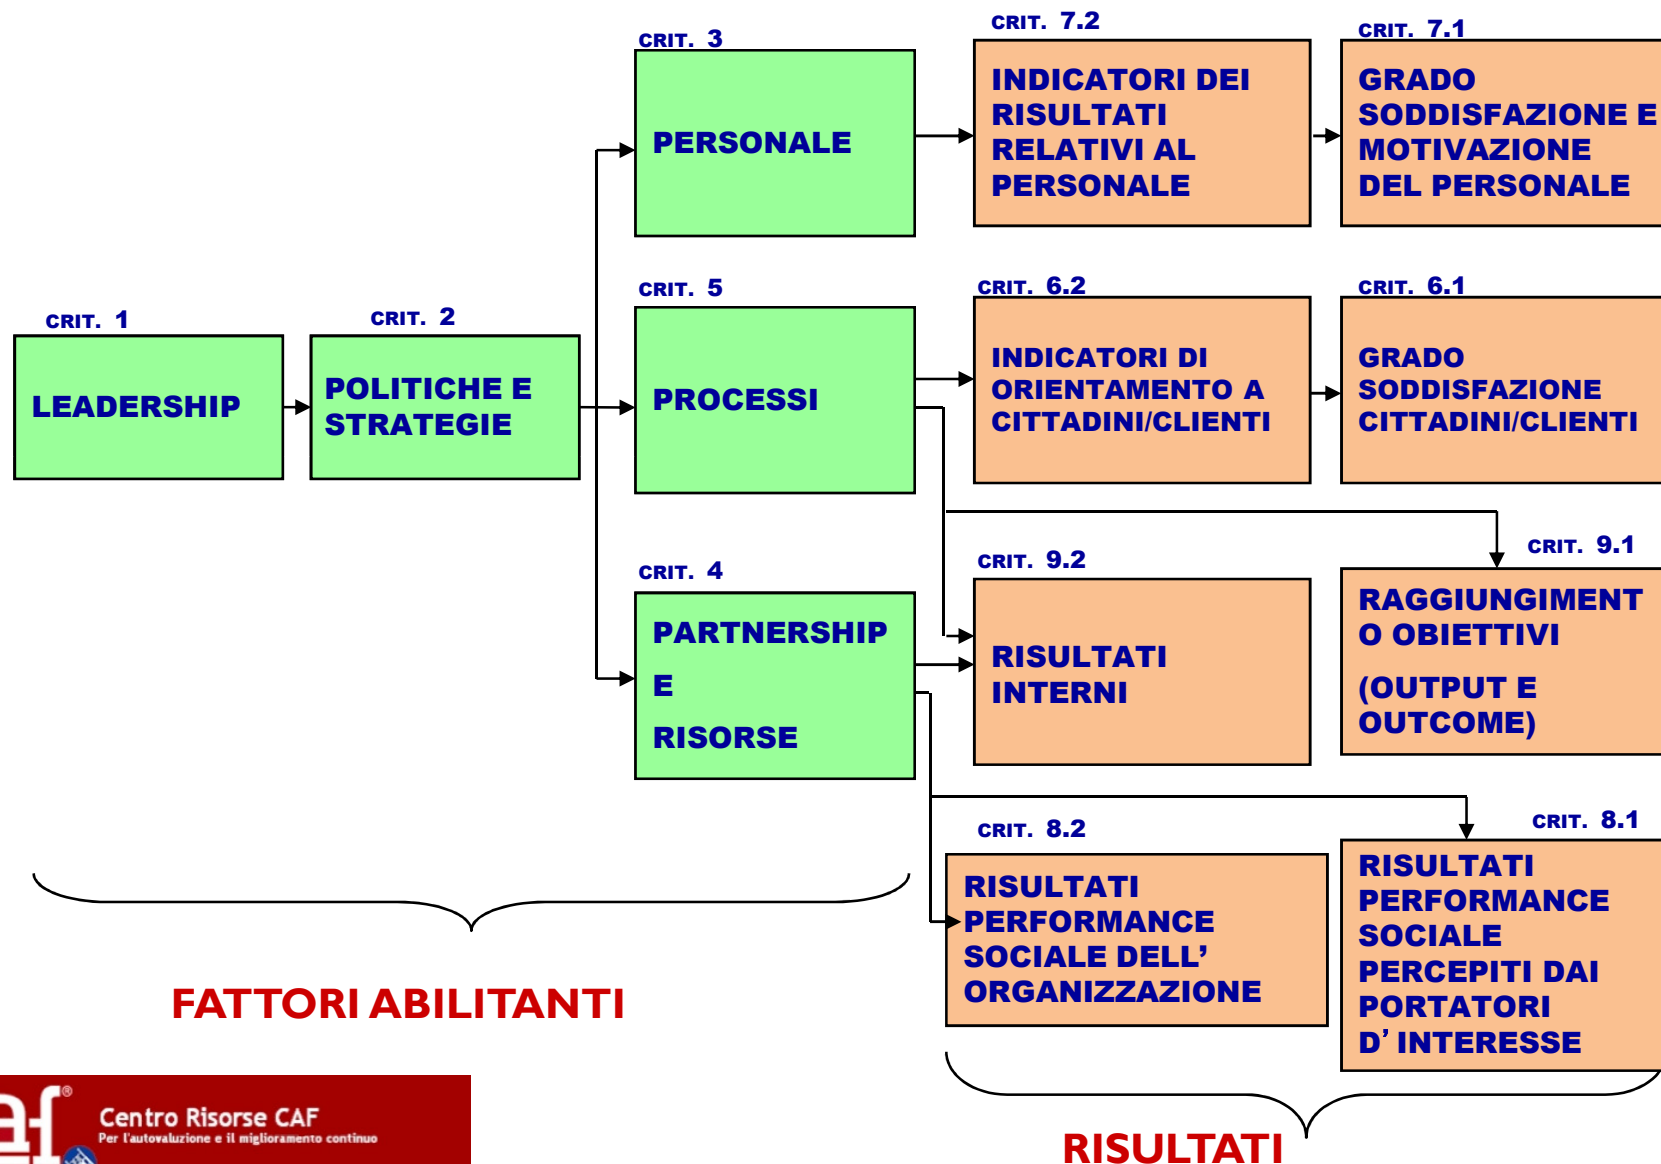 CRIT. 1
LEADERSHIP
CRIT. 2
POLITICHE E
STRATEGIE
CRIT. 3
PERSONALE
CRIT. 7.2
INDICATORI DEI
RISULTATI
RELATIVI AL
PERSONALE
CRIT. 7.1
GRADO
SODDISFAZIONE E
MOTIVAZIONE
DEL PERSONALE
CRIT. 5
PROCESSI
CRIT. 6.2
INDICATORI DI
ORIENTAMENTO A
CITTADINI/CLIENTI
CRIT. 6.1
GRADO
SODDISFAZIONE
CITTADINI/CLIENTI
CRIT. 4
PARTNERSHIP
E
RISORSE
CRIT. 9.2
RISULTATI
INTERNI
CRIT. 9.1
RAGGIUNGIMENT
O OBIETTIVI
(OUTPUT E
OUTCOME)
CRIT. 8.2
RISULTATI
PERFORMANCE
SOCIALE DELL’
ORGANIZZAZIONE
CRIT. 8.1
RISULTATI
PERFORMANCE
SOCIALE
PERCEPITI DAI
PORTATORI
D’INTERESSE
FATTORI ABILITANTI
RISULTATI
af®
Centro Risorse CAF
Per l'autovaluzione e il miglioramento continuo